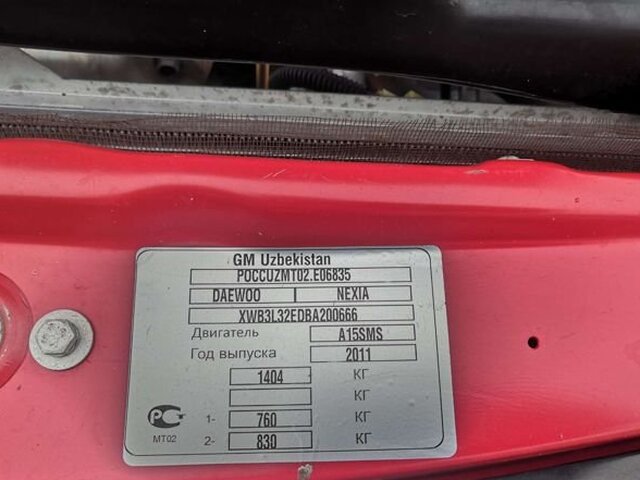 GM Uzbekistan
POCCUZMT02.E06835
DAEWOO NEXIA
XWB3L32EDBA200666
Двигатель A15SMS
Год выпуска 2011
1404 КГ
КГ
1- 760 КГ
2- 830 КГ
РСТ
МТ02